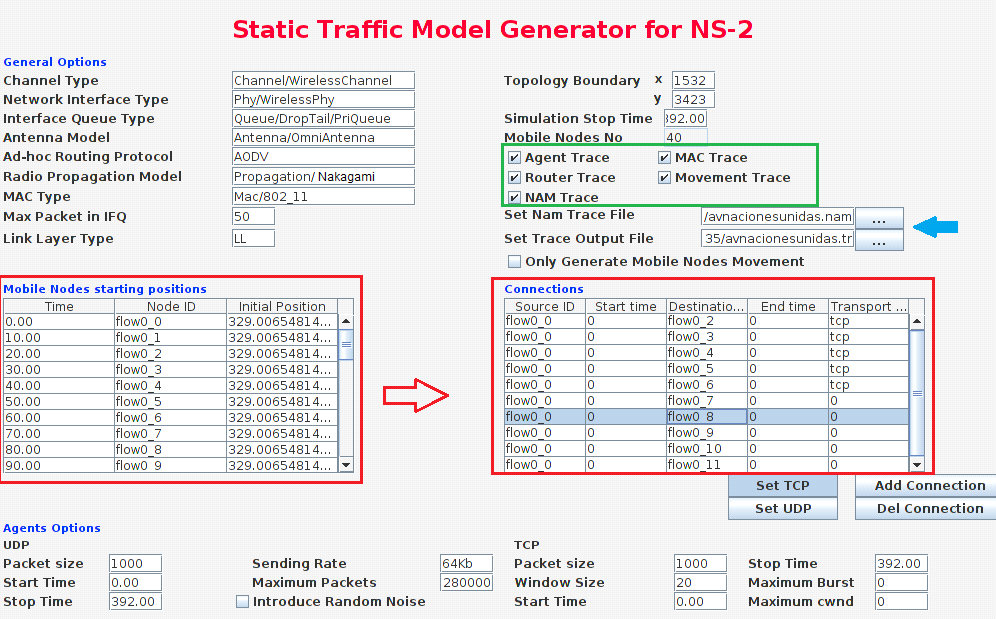 Static Traffic Model Generator for NS-2
General Options
Channel Type Channel/WirelessChannel
Network Interface Type Phy/WirelessPhy
Interface Queue Type Queue/DropTail/PriQueue
Antenna Model Antenna/OmniAntenna
Ad-hoc Routing Protocol AODV
Radio Propagation Model Propagation/ Nakagami
MAC Type Mac/802_11
Max Packet in IFQ 50
Link Layer Type LL
Topology Boundary x 1532
y 3423
Simulation Stop Time 392.00
Mobile Nodes No 40
Agent Trace MAC Trace
Router Trace Movement Trace
NAM Trace
Set Nam Trace File /avnacionesunidas.nam ...
Set Trace Output File 35/avnacionesunidas.tr ...
Only Generate Mobile Nodes Movement
Mobile Nodes starting positions
Time Node ID Initial Position
0.00 flow0_0 329.00654814...
10.00 flow0_1 329.00654814...
20.00 flow0_2 329.00654814...
30.00 flow0_3 329.00654814...
40.00 flow0_4 329.00654814...
50.00 flow0_5 329.00654814...
60.00 flow0_6 329.00654814...
70.00 flow0_7 329.00654814...
80.00 flow0_8 329.00654814...
90.00 flow0_9 329.00654814...
Connections
Source ID Start time Destinatio... End time Transport ...
flow0_0 0 flow0_2 0 tcp
flow0_0 0 flow0_3 0 tcp
flow0_0 0 flow0_4 0 tcp
flow0_0 0 flow0_5 0 tcp
flow0_0 0 flow0_6 0 tcp
flow0_0 0 flow0_7 0 0
flow0_0 0 flow0_8 0 0
flow0_0 0 flow0_9 0 0
flow0_0 0 flow0_10 0 0
flow0_0 0 flow0_11 0 0
Set TCP Add Connection
Set UDP Del Connection
Agents Options
UDP
Packet size 1000 Sending Rate 64Kb
Start Time 0.00 Maximum Packets 280000
Stop Time 392.00 Introduce Random Noise
TCP
Packet size 1000 Stop Time 392.00
Window Size 20 Maximum Burst 0
Start Time 0.00 Maximum cwnd 0